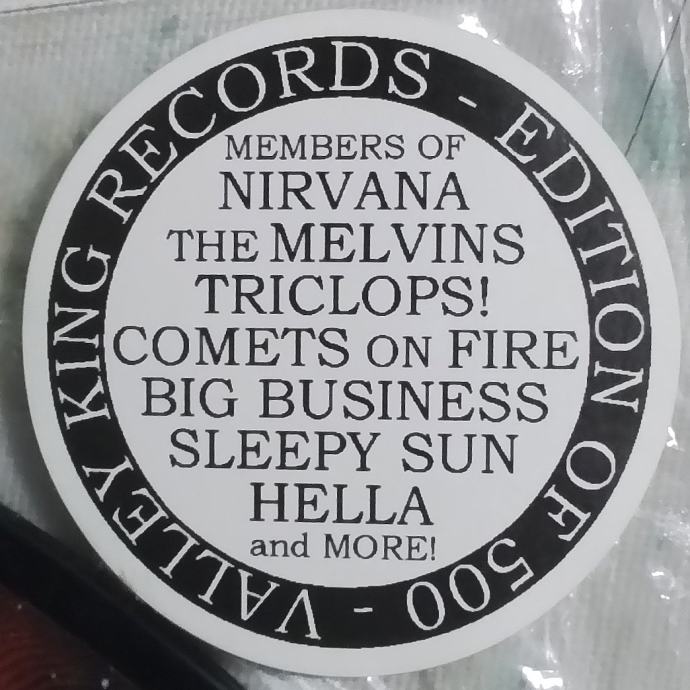 VALLEY KING RECORDS - EDITION OF 500 -
MEMBERS OF
NIRVANA
THE MELVINS
TRICLOPS!
COMETS ON FIRE
BIG BUSINESS
SLEEPY SUN
HELLA
and MORE!